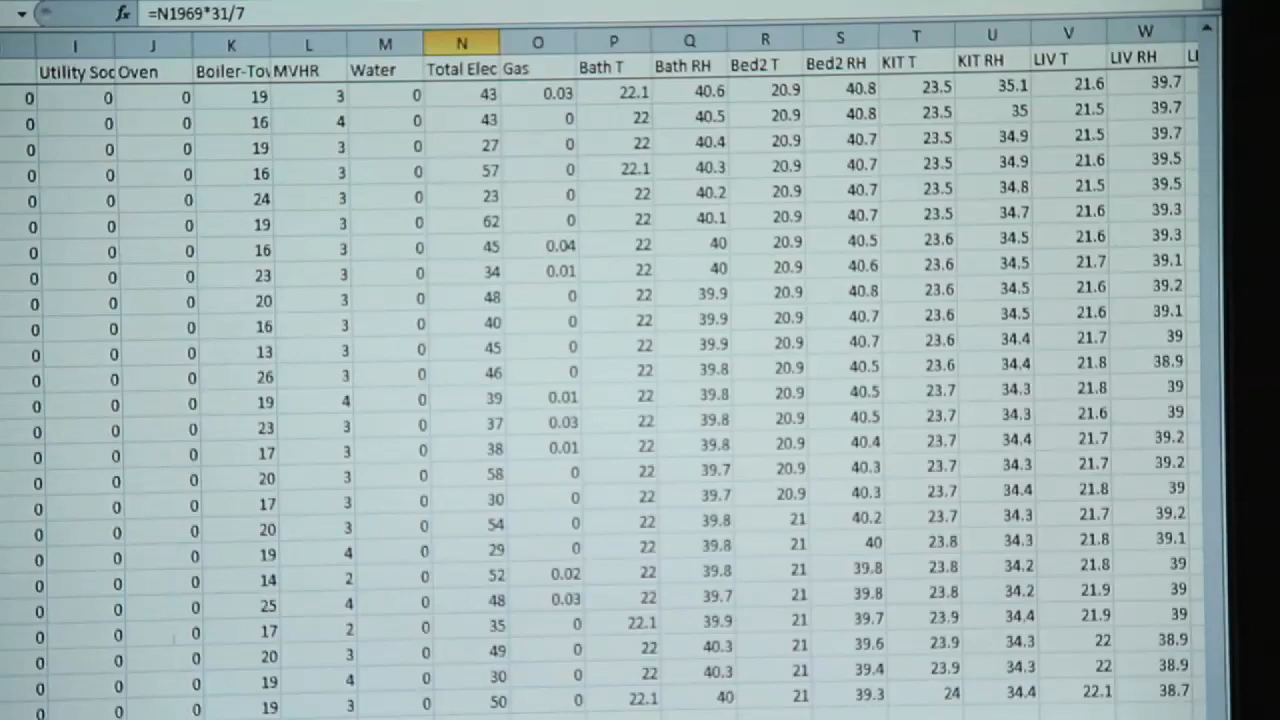 fx =N1969*31/7
I J K L M N O P Q R S T U V W
Utility Soc Oven Boiler-Tov MVHR Water Total Elec Gas Bath T Bath RH Bed2 T Bed2 RH KIT T KIT RH LIV T LIV RH LI
0 0 0 19 3 0 43 0.03 22.1 40.6 20.9 40.8 23.5 35.1 21.6 39.7
0 0 0 16 4 0 43 0 22 40.5 20.9 40.8 23.5 35 21.5 39.7
0 0 0 19 3 0 27 0 22 40.4 20.9 40.7 23.5 34.9 21.5 39.7
0 0 0 16 3 0 57 0 22.1 40.3 20.9 40.7 23.5 34.9 21.6 39.5
0 0 0 24 3 0 23 0 22 40.2 20.9 40.7 23.5 34.8 21.5 39.5
0 0 0 19 3 0 62 0 22 40.1 20.9 40.7 23.5 34.7 21.6 39.3
0 0 0 16 3 0 45 0.04 22 40 20.9 40.5 23.6 34.5 21.6 39.3
0 0 0 23 3 0 34 0.01 22 40 20.9 40.6 23.6 34.5 21.7 39.1
0 0 0 20 3 0 48 0 22 39.9 20.9 40.8 23.6 34.5 21.6 39.2
0 0 0 16 3 0 40 0 22 39.9 20.9 40.7 23.6 34.5 21.6 39.1
0 0 0 13 3 0 45 0 22 39.9 20.9 40.7 23.6 34.4 21.7 39
0 0 0 26 3 0 46 0 22 39.8 20.9 40.5 23.6 34.4 21.8 38.9
0 0 0 19 4 0 39 0.01 22 39.8 20.9 40.5 23.7 34.3 21.8 39
0 0 0 23 3 0 37 0.03 22 39.8 20.9 40.5 23.7 34.3 21.6 39
0 0 0 17 3 0 38 0.01 22 39.8 20.9 40.4 23.7 34.4 21.7 39.2
0 0 0 20 3 0 58 0 22 39.7 20.9 40.3 23.7 34.3 21.7 39.2
0 0 0 17 3 0 30 0 22 39.7 20.9 40.3 23.7 34.4 21.8 39
0 0 0 20 3 0 54 0 22 39.8 21 40.2 23.7 34.3 21.7 39.2
0 0 0 19 4 0 29 0 22 39.8 21 40 23.8 34.3 21.8 39.1
0 0 0 14 2 0 52 0.02 22 39.8 21 39.8 23.8 34.2 21.8 39
0 0 0 25 4 0 48 0.03 22 39.7 21 39.8 23.8 34.2 21.9 39
0 0 0 17 2 0 35 0 22.1 39.9 21 39.7 23.9 34.4 21.9 39
0 0 0 20 3 0 49 0 22 40.3 21 39.6 23.9 34.3 22 38.9
0 0 0 19 4 0 30 0 22 40.3 21 39.4 23.9 34.3 22 38.9
0 0 0 19 3 0 50 0 22.1 40 21 39.3 24 34.4 22.1 38.7